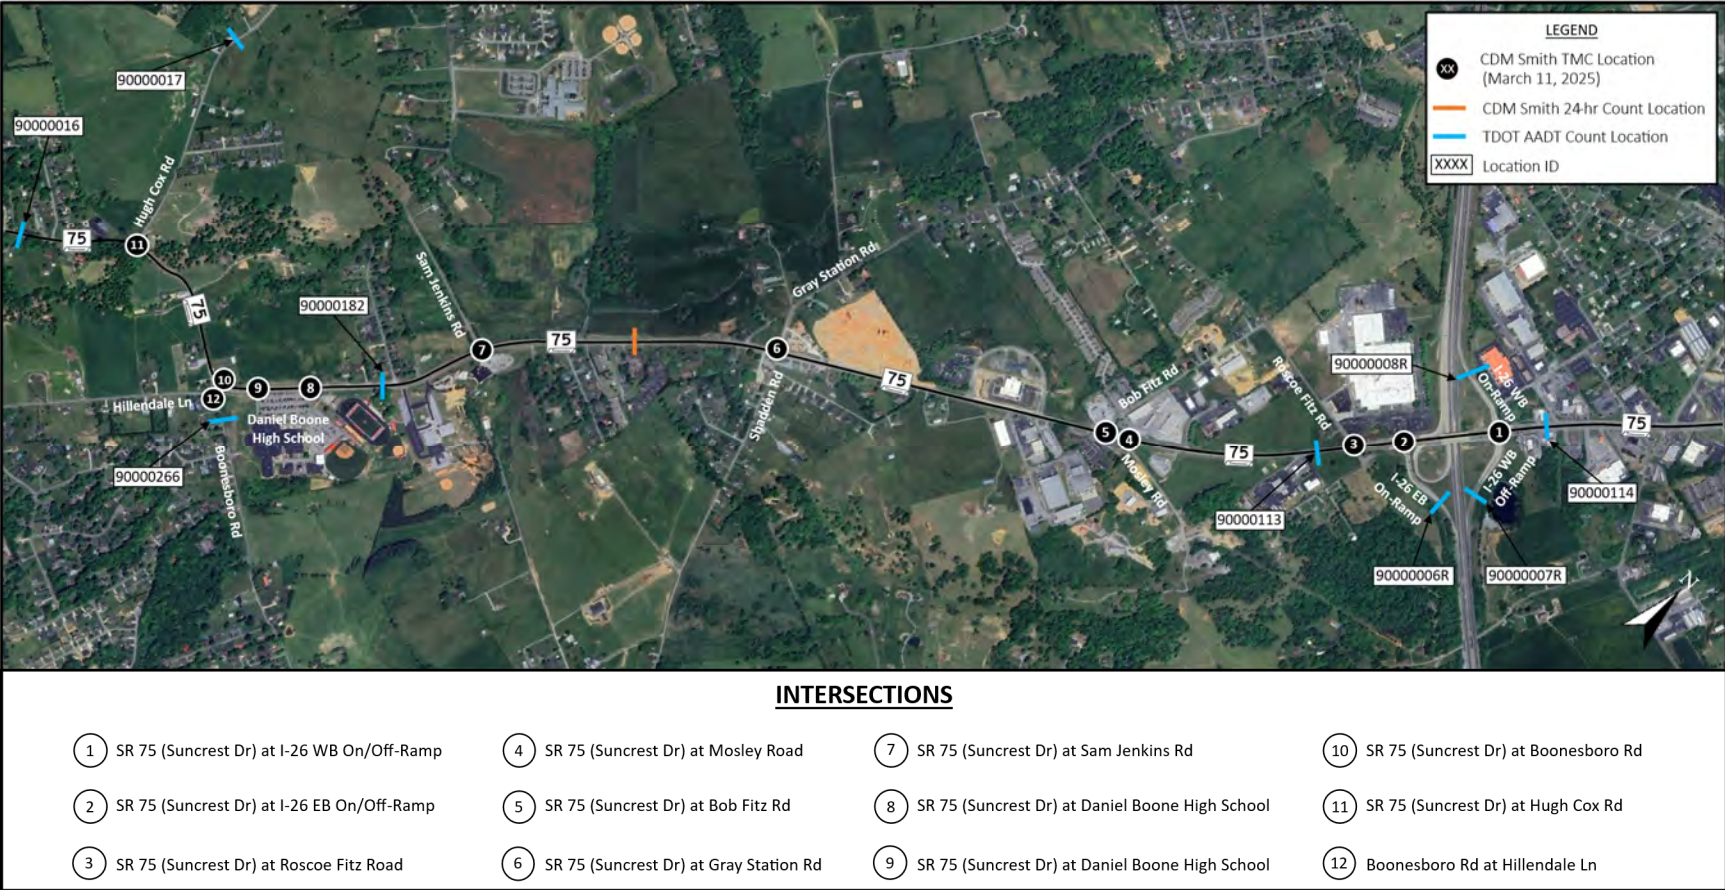 LEGEND
XX
CDM Smith TMC Location
(March 11, 2025)
CDM Smith 24-hr Count Location
TDOT AADT Count Location
XXXX
Location ID
90000017
90000016
Hugh Cox Rd
75
11
75
90000182
Sam Jenkins Rd
7
75
Gray Station Rd
6
75
Shadden Rd
10
9
8
12
Hillendale Ln
Daniel Boone
High School
90000266
Boonesboro Rd
Bob Fitz Rd
5
4
Mosley Rd
75
Roscoe Fitz Rd
90000008R
I-26 WB
On-Ramp
3
2
1
75
90000113
I-26 EB
On-Ramp
I-26 WB
Off-Ramp
90000114
90000006R
90000007R
N
INTERSECTIONS
1 SR 75 (Suncrest Dr) at I-26 WB On/Off-Ramp
2 SR 75 (Suncrest Dr) at I-26 EB On/Off-Ramp
3 SR 75 (Suncrest Dr) at Roscoe Fitz Road
4 SR 75 (Suncrest Dr) at Mosley Road
5 SR 75 (Suncrest Dr) at Bob Fitz Rd
6 SR 75 (Suncrest Dr) at Gray Station Rd
7 SR 75 (Suncrest Dr) at Sam Jenkins Rd
8 SR 75 (Suncrest Dr) at Daniel Boone High School
9 SR 75 (Suncrest Dr) at Daniel Boone High School
10 SR 75 (Suncrest Dr) at Boonesboro Rd
11 SR 75 (Suncrest Dr) at Hugh Cox Rd
12 Boonesboro Rd at Hillendale Ln